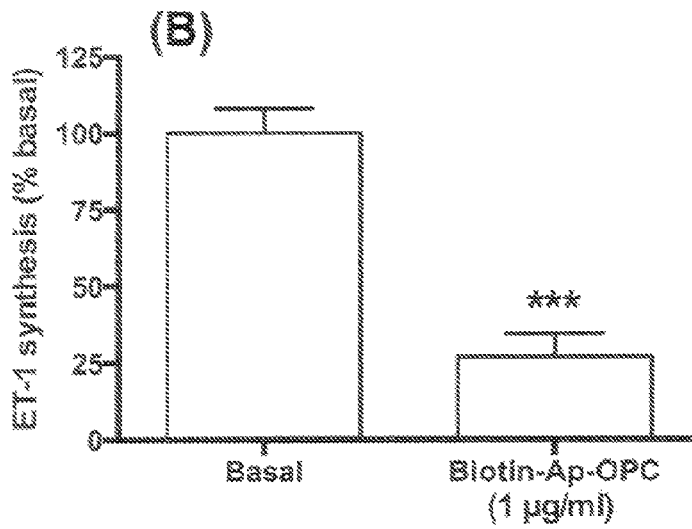 (B)
ET-1 synthesis (% basal)
125
100
75
50
25
0
***
Basal
Biotin-Ap-OPC
(1 µg/ml)